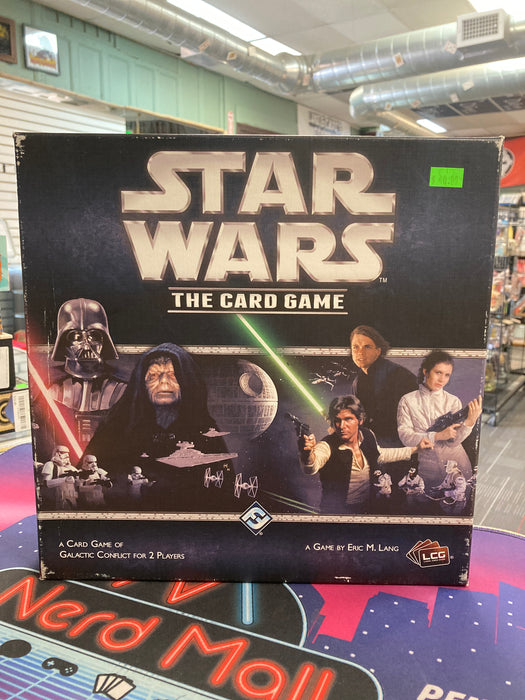 STAR
WARS
TM
THE CARD GAME
A CARD GAME OF
GALACTIC CONFLICT FOR 2 PLAYERS
A GAME BY ERIC M. LANG
LCG
Nerd Mall